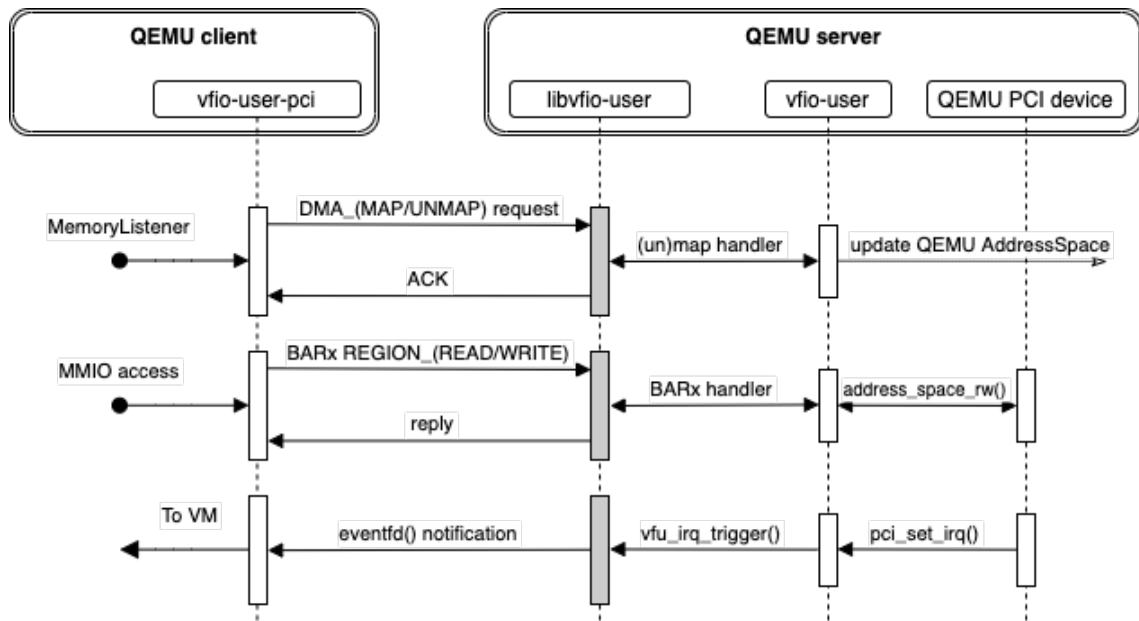 QEMU client
QEMU server
vfio-user-pci
libvfio-user
vfio-user
QEMU PCI device
DMA_(MAP/UNMAP) request
MemoryListener
(un)map handler
update QEMU AddressSpace
ACK
BARx REGION_(READ/WRITE)
MMIO access
BARx handler
address_space_rw()
reply
To VM
eventfd() notification
vfu_irq_trigger()
pci_set_irq()